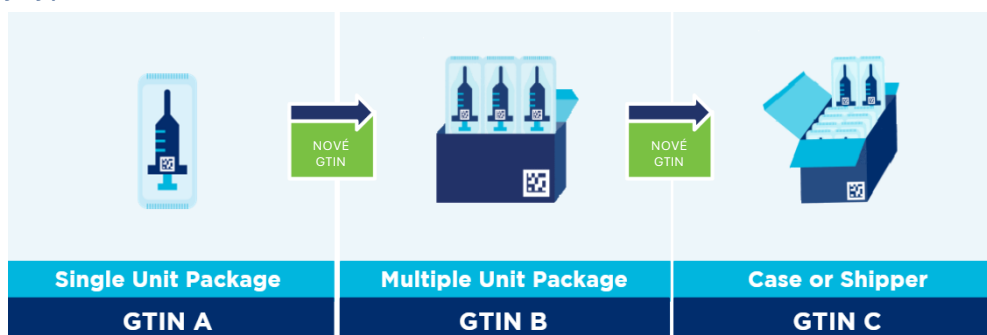 NOVÉ
GTIN
NOVÉ
GTIN
Single Unit Package
Multiple Unit Package
Case or Shipper
GTIN A
GTIN B
GTIN C